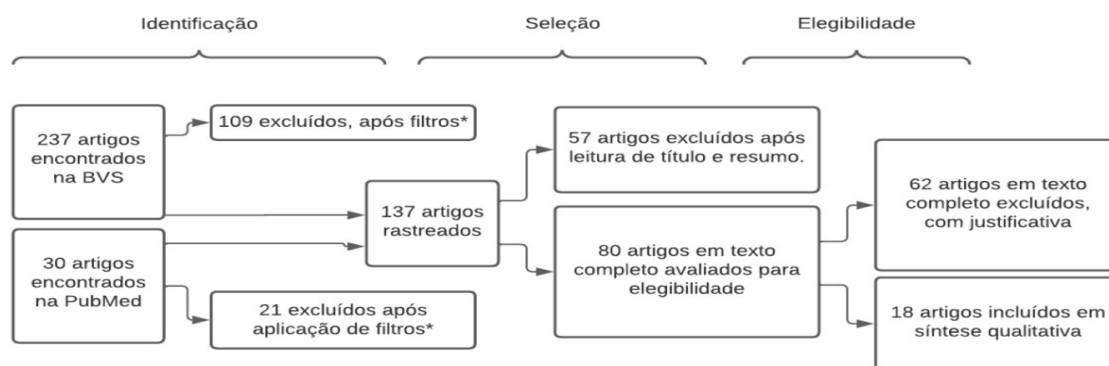 Identificação
Seleção
Elegibilidade
237 artigos
encontrados
na BVS
109 excluídos, após filtros*
30 artigos
encontrados
na PubMed
21 excluídos após
aplicação de filtros*
137 artigos
rastreados
57 artigos excluídos após
leitura de título e resumo.
80 artigos em texto
completo avaliados para
elegibilidade
62 artigos em texto
completo excluídos,
com justificativa
18 artigos incluídos em
síntese qualitativa